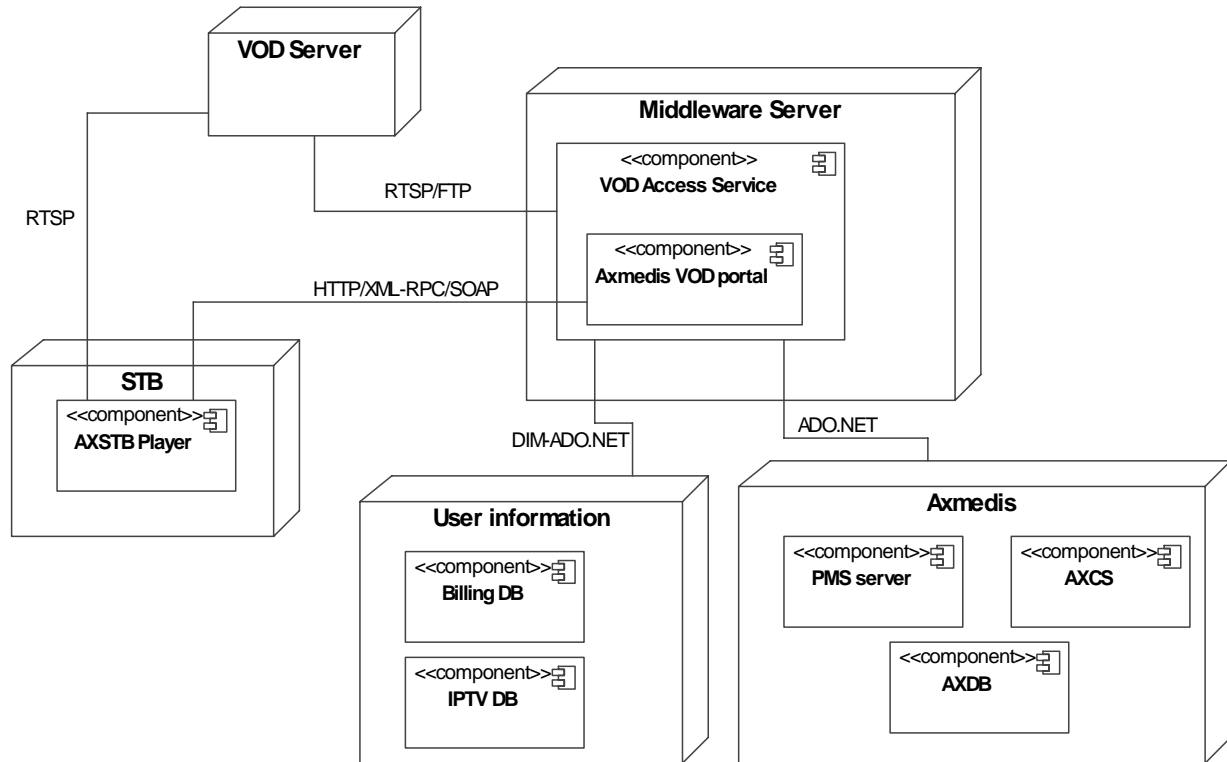 VOD Server
Middleware Server
<<component>>
VOD Access Service
RTSP/FTP
RTSP
<<component>>
Axmedis VOD portal
HTTP/XML-RPC/SOAP
STB
<<component>>
AXSTB Player
DIM-ADO.NET
ADO.NET
User information
Axmedis
<<component>>
Billing DB
<<component>>
PMS server
<<component>>
AXCS
<<component>>
IPTV DB
<<component>>
AXDB